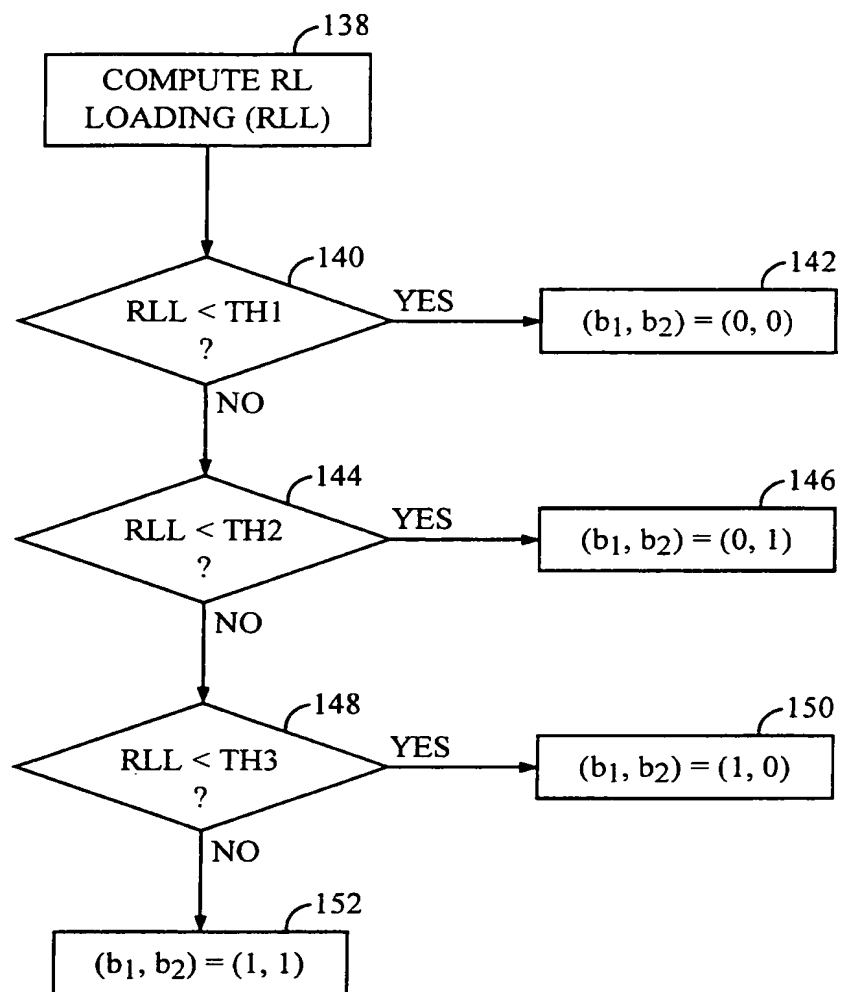 138
COMPUTE RL
LOADING (RLL)
140
RLL < TH1
?
YES
142
(b₁, b₂) = (0, 0)
NO
144
RLL < TH2
?
YES
146
(b₁, b₂) = (0, 1)
NO
148
RLL < TH3
?
YES
150
(b₁, b₂) = (1, 0)
NO
152
(b₁, b₂) = (1, 1)